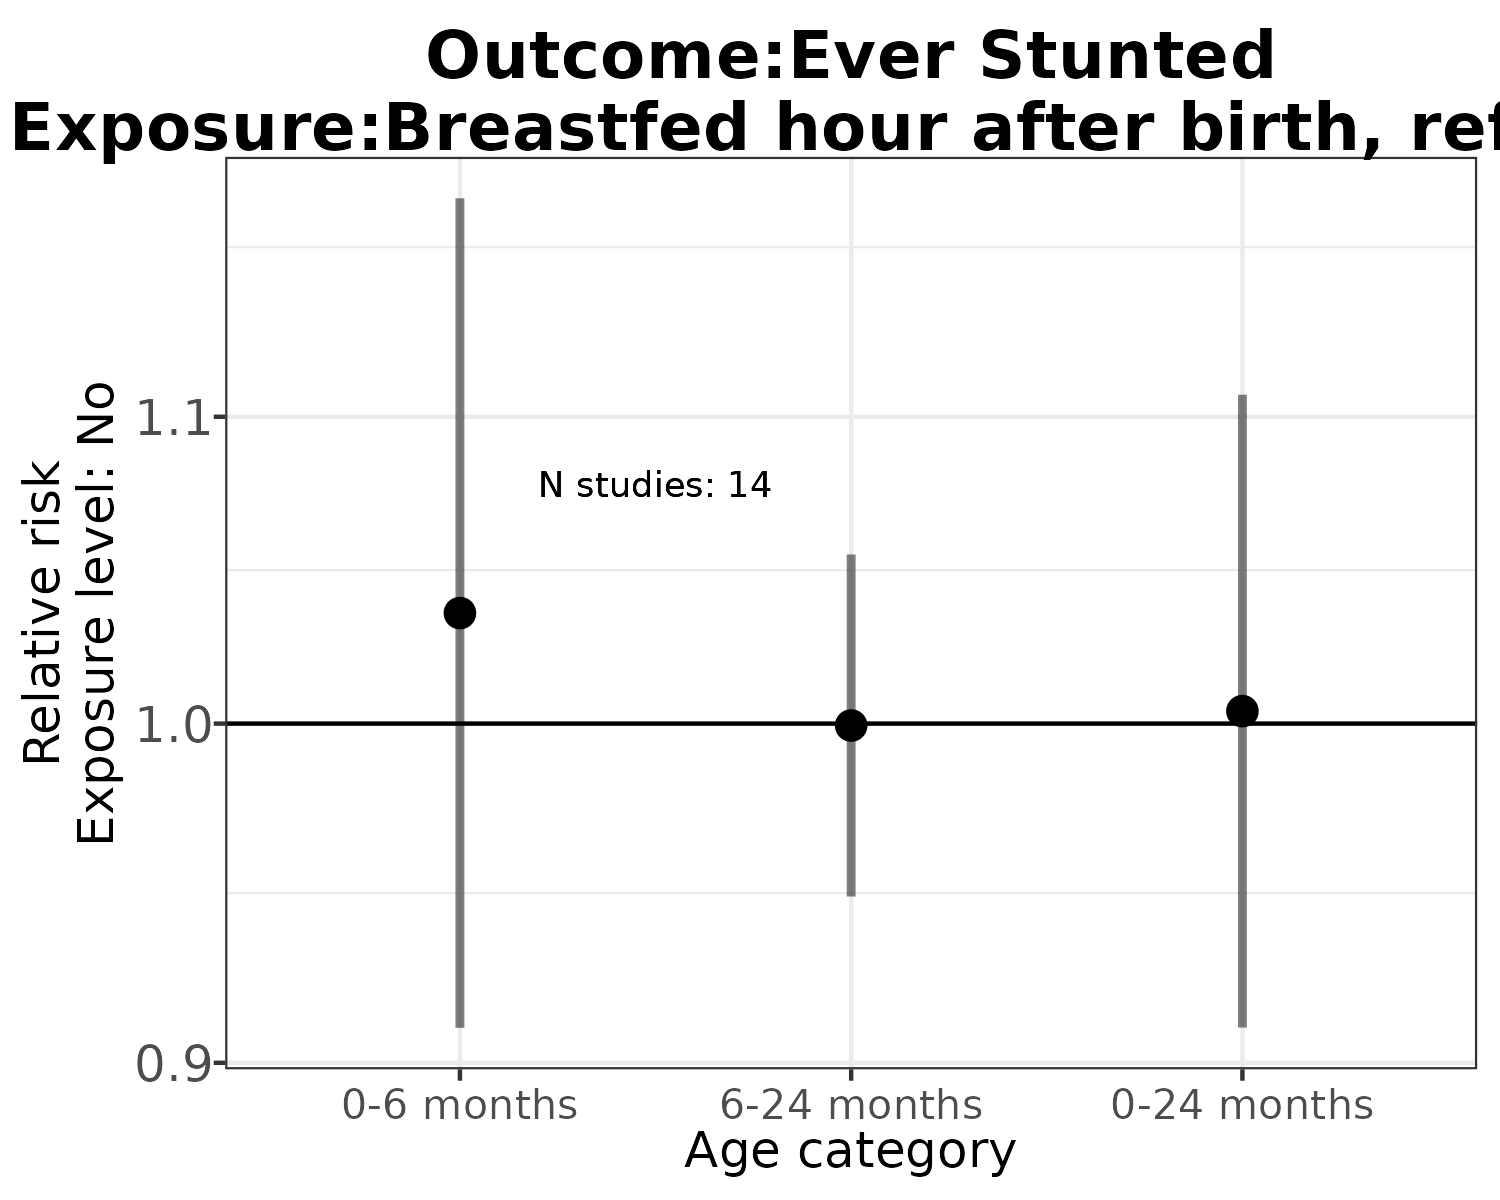 Outcome:Ever Stunted
Exposure:Breastfed hour after birth,
Relative risk
Exposure level: No
1.1
1.0
0.9
N studies: 14
0-6 months
6-24 months
0-24 months
Age category